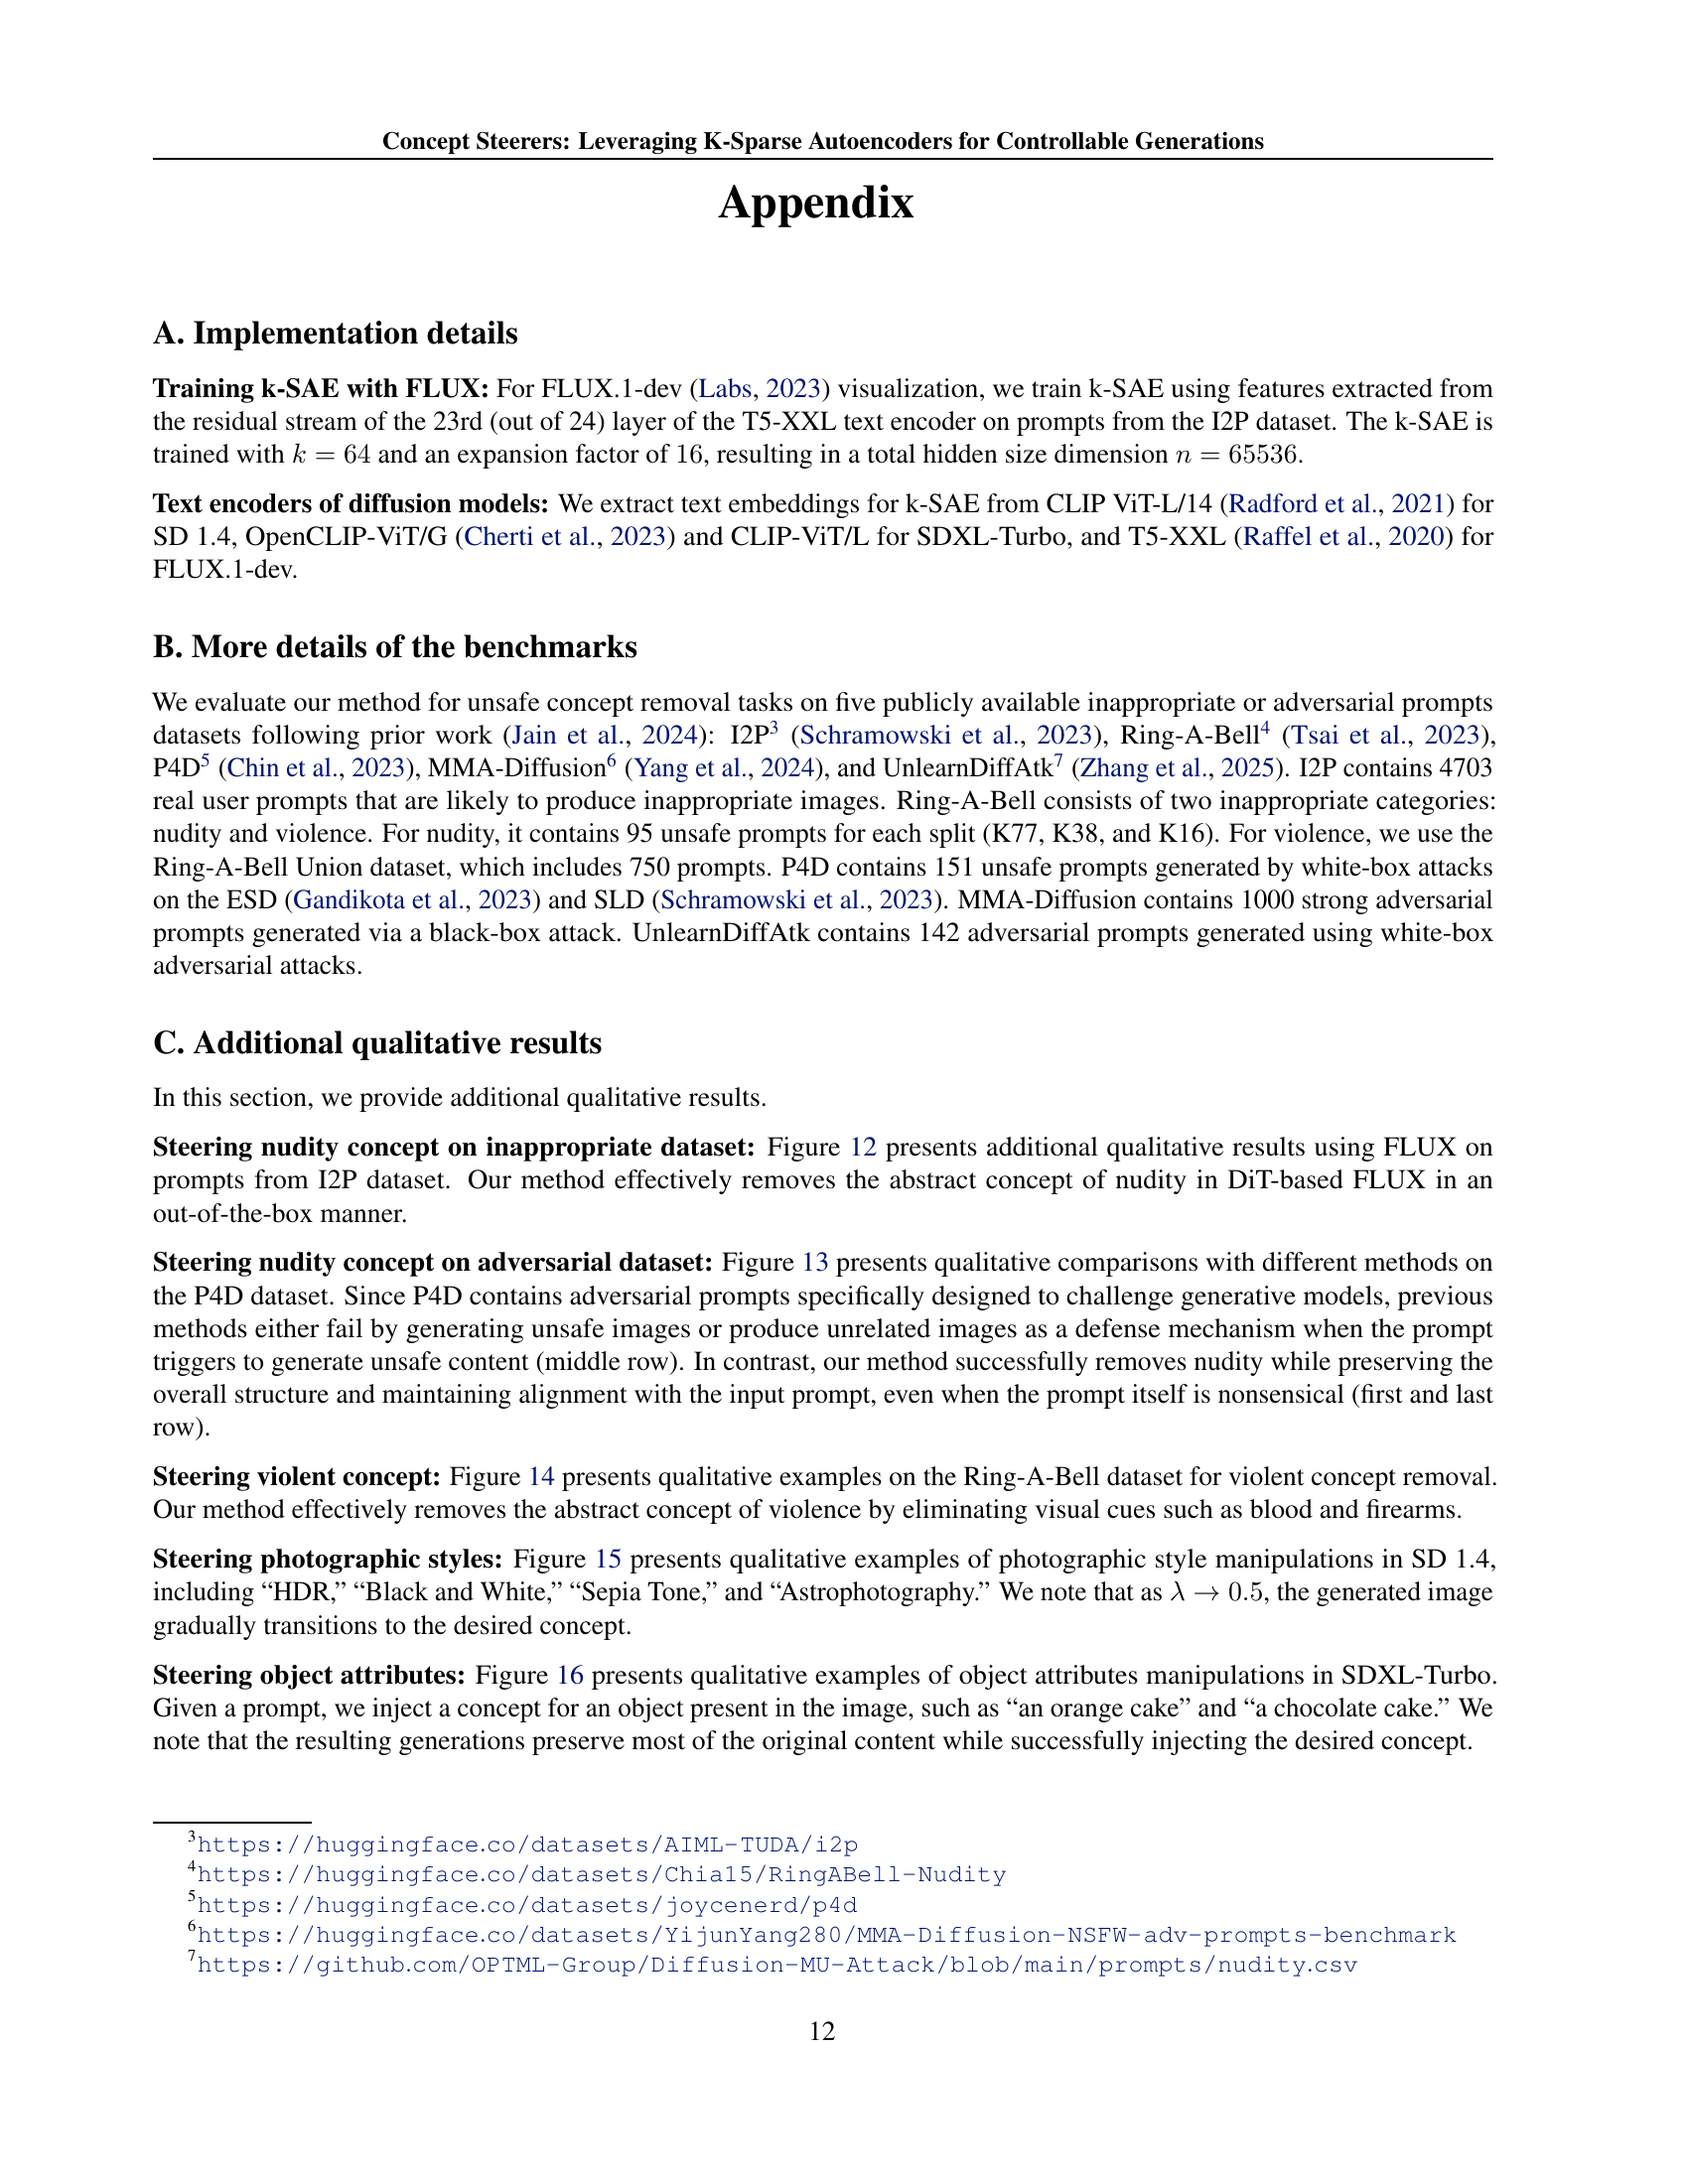 Concept Steerers: Leveraging K-Sparse Autoencoders for Controllable Generations
Appendix
A. Implementation details
Training k-SAE with FLUX: For FLUX.1-dev (Labs, 2023) visualization, we train k-SAE using features extracted from
the residual stream of the 23rd (out of 24) layer of the T5-XXL text encoder on prompts from the I2P dataset. The k-SAE is
trained with k = 64 and an expansion factor of 16, resulting in a total hidden size dimension n = 65536.
Text encoders of diffusion models: We extract text embeddings for k-SAE from CLIP ViT-L/14 (Radford et al., 2021) for
SD 1.4, OpenCLIP-ViT/G (Cherti et al., 2023) and CLIP-ViT/L for SDXL-Turbo, and T5-XXL (Raffel et al., 2020) for
FLUX.1-dev.
B. More details of the benchmarks
We evaluate our method for unsafe concept removal tasks on five publicly available inappropriate or adversarial prompts
datasets following prior work (Jain et al., 2024): I2P³ (Schramowski et al., 2023), Ring-A-Bell⁴ (Tsai et al., 2023),
P4D⁵ (Chin et al., 2023), MMA-Diffusion⁶ (Yang et al., 2024), and UnlearnDiffAtk⁷ (Zhang et al., 2025). I2P contains 4703
real user prompts that are likely to produce inappropriate images. Ring-A-Bell consists of two inappropriate categories:
nudity and violence. For nudity, it contains 95 unsafe prompts for each split (K77, K38, and K16). For violence, we use the
Ring-A-Bell Union dataset, which includes 750 prompts. P4D contains 151 unsafe prompts generated by white-box attacks
on the ESD (Gandikota et al., 2023) and SLD (Schramowski et al., 2023). MMA-Diffusion contains 1000 strong adversarial
prompts generated via a black-box attack. UnlearnDiffAtk contains 142 adversarial prompts generated using white-box
adversarial attacks.
C. Additional qualitative results
In this section, we provide additional qualitative results.
Steering nudity concept on inappropriate dataset: Figure 12 presents additional qualitative results using FLUX on
prompts from I2P dataset. Our method effectively removes the abstract concept of nudity in DiT-based FLUX in an
out-of-the-box manner.
Steering nudity concept on adversarial dataset: Figure 13 presents qualitative comparisons with different methods on
the P4D dataset. Since P4D contains adversarial prompts specifically designed to challenge generative models, previous
methods either fail by generating unsafe images or produce unrelated images as a defense mechanism when the prompt
triggers to generate unsafe content (middle row). In contrast, our method successfully removes nudity while preserving the
overall structure and maintaining alignment with the input prompt, even when the prompt itself is nonsensical (first and last
row).
Steering violent concept: Figure 14 presents qualitative examples on the Ring-A-Bell dataset for violent concept removal.
Our method effectively removes the abstract concept of violence by eliminating visual cues such as blood and firearms.
Steering photographic styles: Figure 15 presents qualitative examples of photographic style manipulations in SD 1.4,
including “HDR,” “Black and White,” “Sepia Tone,” and “Astrophotography.” We note that as λ → 0.5, the generated image
gradually transitions to the desired concept.
Steering object attributes: Figure 16 presents qualitative examples of object attributes manipulations in SDXL-Turbo.
Given a prompt, we inject a concept for an object present in the image, such as “an orange cake” and “a chocolate cake.” We
note that the resulting generations preserve most of the original content while successfully injecting the desired concept.
³https://huggingface.co/datasets/AIML-TUDA/i2p
⁴https://huggingface.co/datasets/Chia15/RingABell-Nudity
⁵https://huggingface.co/datasets/joycenerd/p4d
⁶https://huggingface.co/datasets/YijunYang280/MMA-Diffusion-NSFW-adv-prompts-benchmark
⁷https://github.com/OPTML-Group/Diffusion-MU-Attack/blob/main/prompts/nudity.csv
12